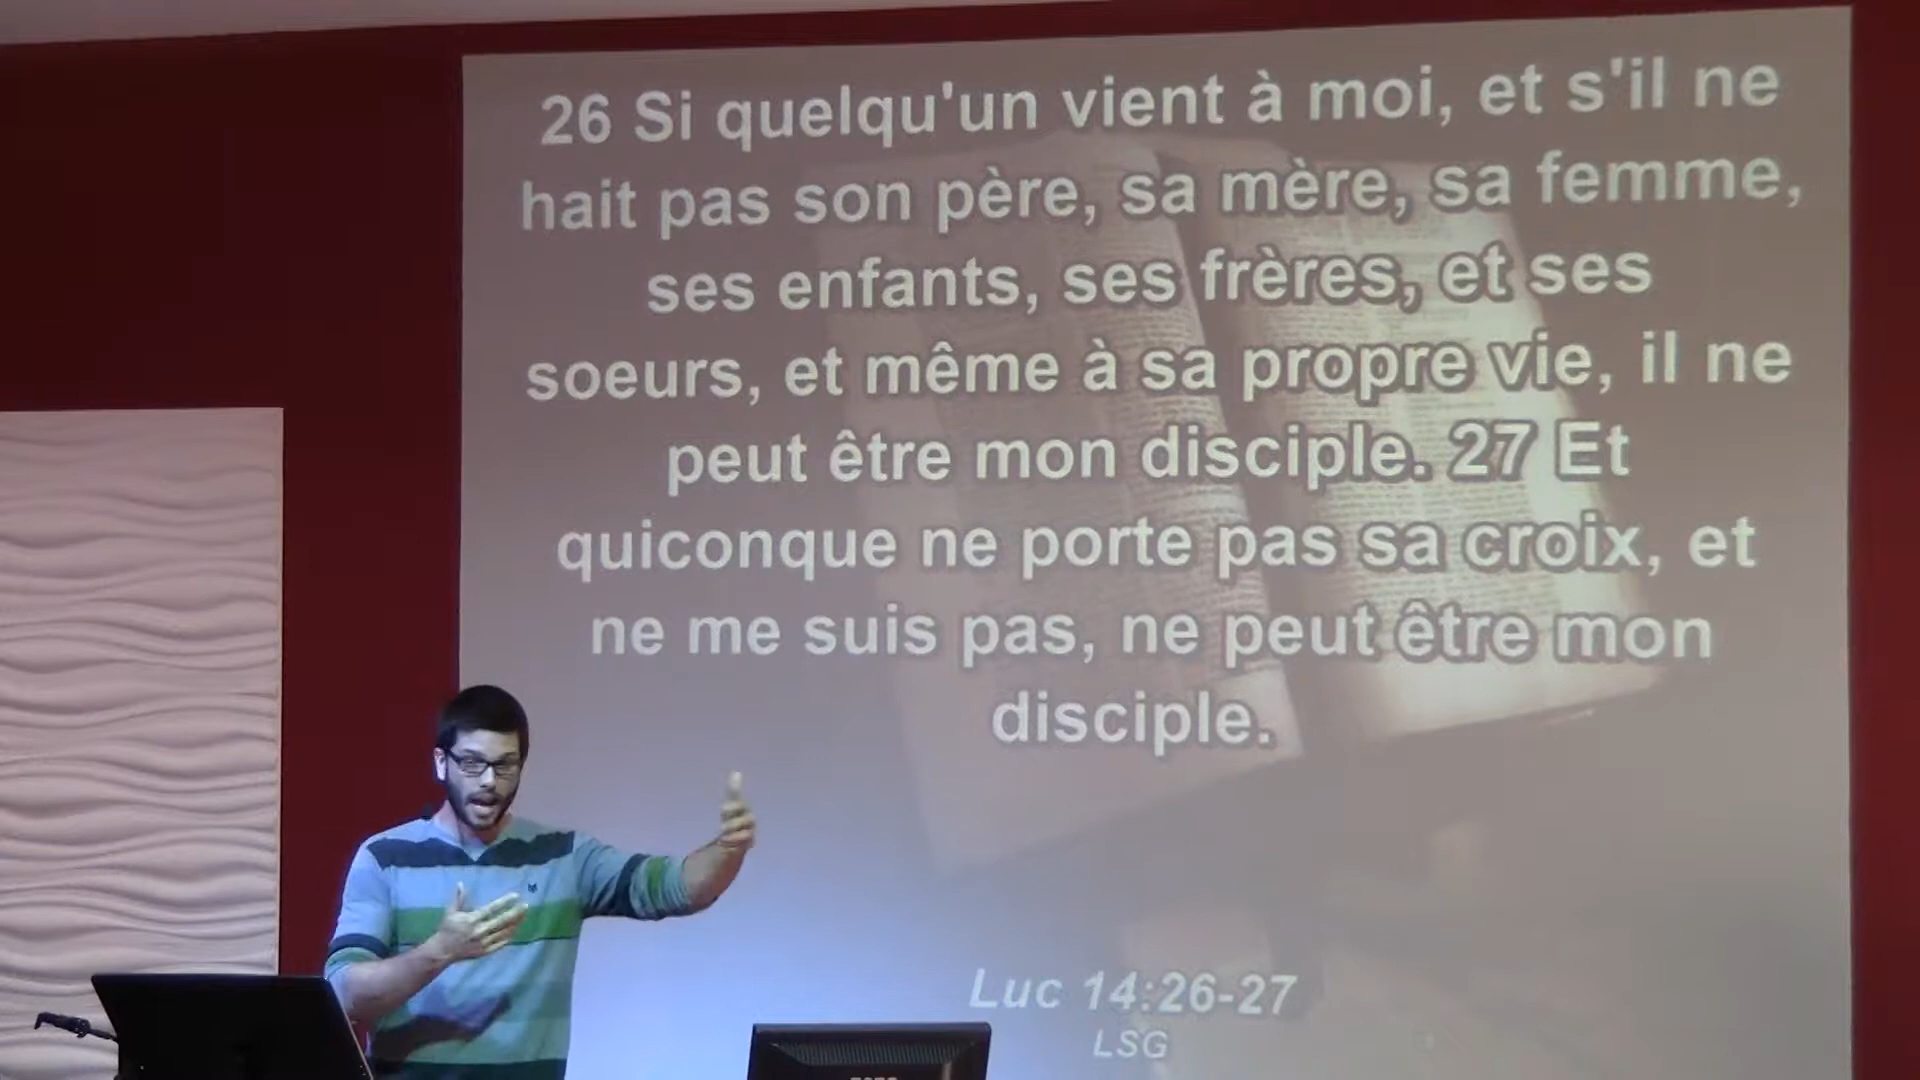 26 Si quelqu'un vient à moi, et s'il ne
hait pas son père, sa mère, sa femme,
ses enfants, ses frères, et ses
soeurs, et même à sa propre vie, il ne
peut être mon disciple. 27 Et
quiconque ne porte pas sa croix, et
ne me suis pas, ne peut être mon
disciple.
Luc 14:26-27
LSG